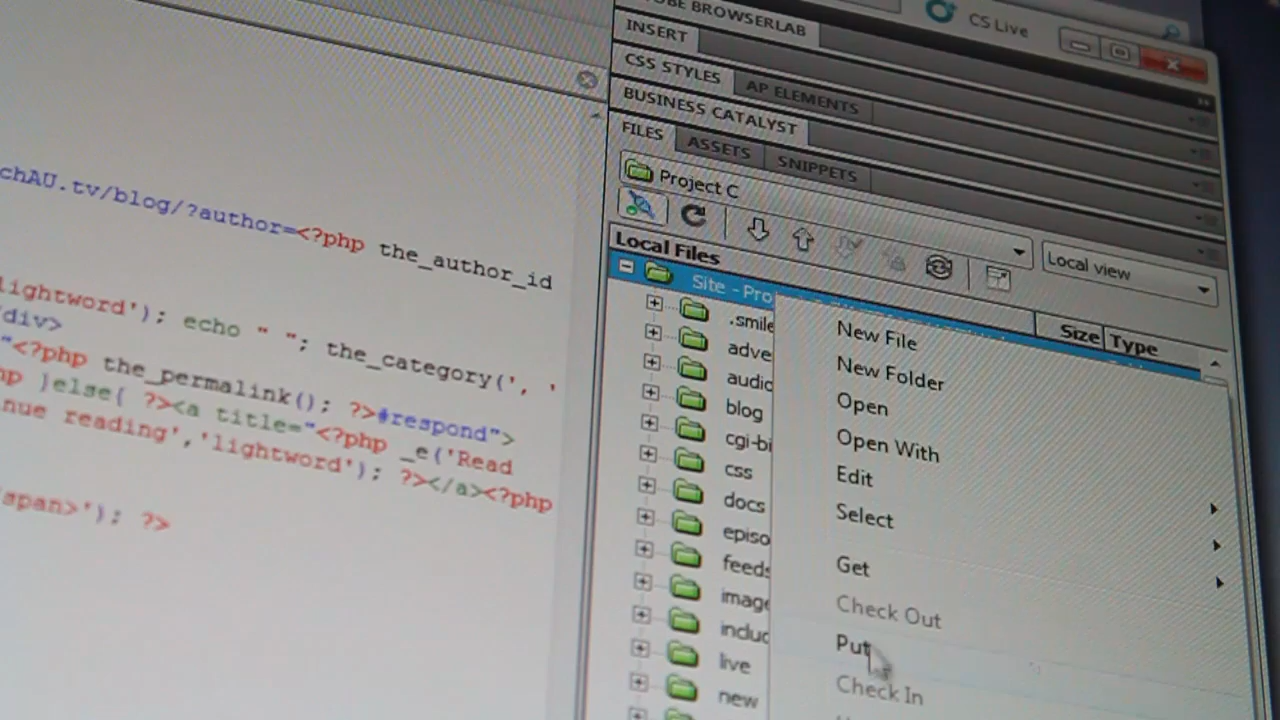 BROWSERLAB
CS Live
INSERT
CSS STYLES
AP ELEMENTS
BUSINESS CATALYST
FILES
ASSETS
SNIPPETS
Project C
Local view
Local Files
Size
Type
Site - Pro
.smile
adve
audio
blog
cgi-bi
css
docs
episo
feeds
image
includ
live
new
New File
New Folder
Open
Open With
Edit
Select
Get
Check Out
Put
Check In
chAU.tv/blog/?author=<?php the_author_id
lightword'); echo " "; the_category(', '
div>
"<?php the_permalink(); ?>#respond">
hp }else{ ?><a title="<?php _e('Read
nue reading','lightword'); ?></a><?php
span>'); ?>